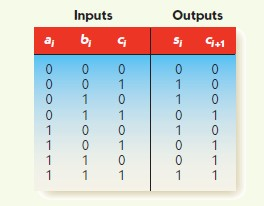 Inputs Outputs
aᵢ bᵢ cᵢ sᵢ cᵢ₊₁
0 0 0 0 0
0 0 1 1 0
0 1 0 1 0
0 1 1 0 1
1 0 0 1 0
1 0 1 0 1
1 1 0 0 1
1 1 1 1 1